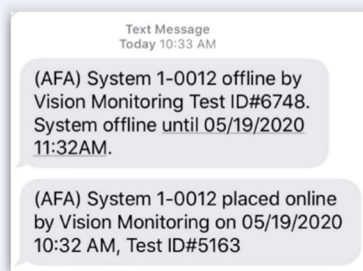 Text Message
Today 10:33 AM
(AFA) System 1-0012 offline by
Vision Monitoring Test ID#6748.
System offline until 05/19/2020
11:32AM.
(AFA) System 1-0012 placed online
by Vision Monitoring on 05/19/2020
10:32 AM, Test ID#5163